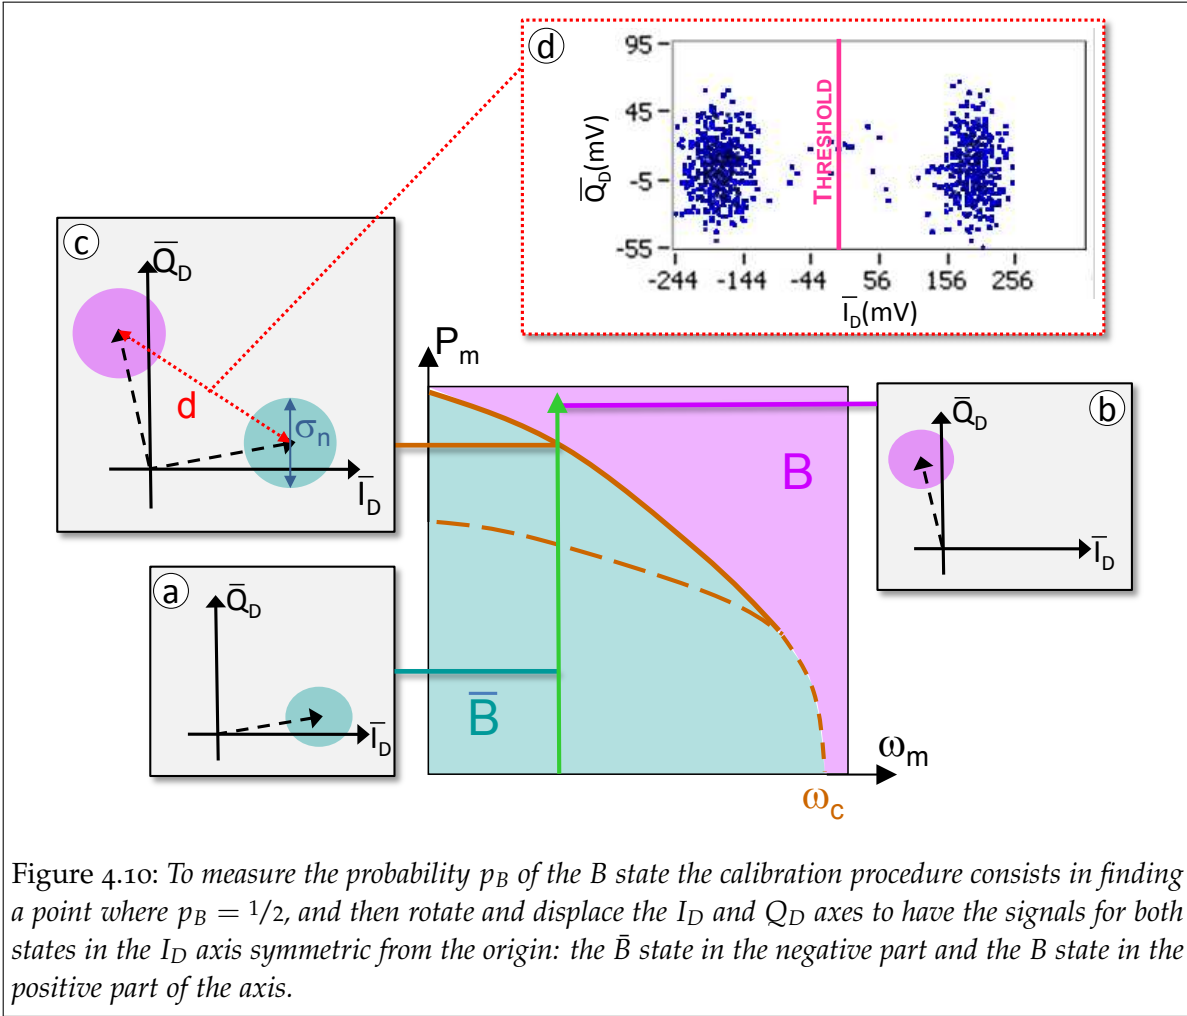 d
95
45
-5
-55
Q̅D(mV)
THRESHOLD
-244 -144 -44 56 156 256
I̅D(mV)
c
Q̅D
d
σn
I̅D
Pm
B
b
Q̅D
I̅D
a
Q̅D
I̅D
B̅
ωm
ωc
Figure 4.10: To measure the probability pB of the B state the calibration procedure consists in finding
a point where pB = 1/2, and then rotate and displace the ID and QD axes to have the signals for both
states in the ID axis symmetric from the origin: the B̄ state in the negative part and the B state in the
positive part of the axis.